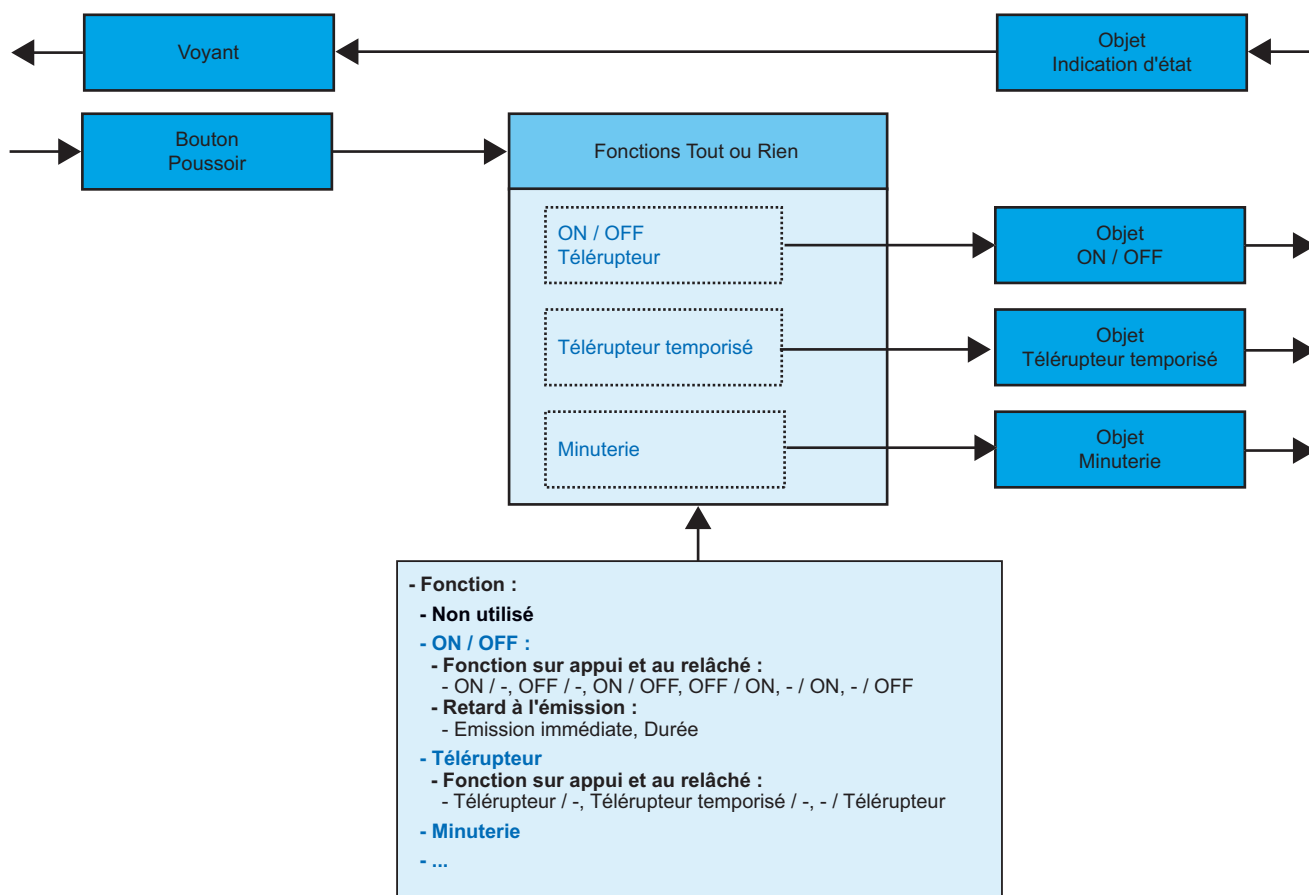 Voyant
Objet
Indication d'état
Bouton
Poussoir
Fonctions Tout ou Rien
ON / OFF
Télérupteur
Objet
ON / OFF
Télérupteur temporisé
Objet
Télérupteur temporisé
Minuterie
Objet
Minuterie
- Fonction :
- Non utilisé
- ON / OFF :
- Fonction sur appui et au relâché :
- ON / -, OFF / -, ON / OFF, OFF / ON, - / ON, - / OFF
- Retard à l'émission :
- Emission immédiate, Durée
- Télérupteur
- Fonction sur appui et au relâché :
- Télérupteur / -, Télérupteur temporisé / -, - / Télérupteur
- Minuterie
- ...